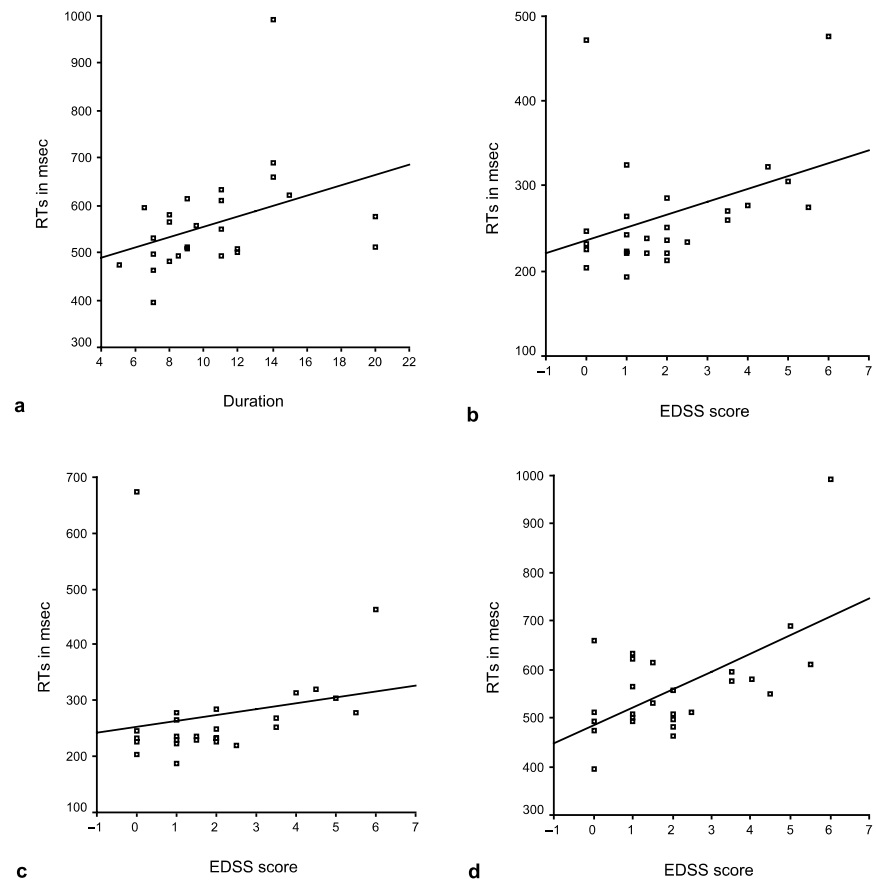 1000
900
800
700
600
500
400
300
RTs in msec
4 6 8 10 12 14 16 18 20 22
Duration
a
500
400
300
200
100
RTs in msec
–1 0 1 2 3 4 5 6 7
EDSS score
b
700
600
500
400
300
200
100
RTs in msec
–1 0 1 2 3 4 5 6 7
EDSS score
c
1000
900
800
700
600
500
400
300
RTs in mesc
–1 0 1 2 3 4 5 6 7
EDSS score
d